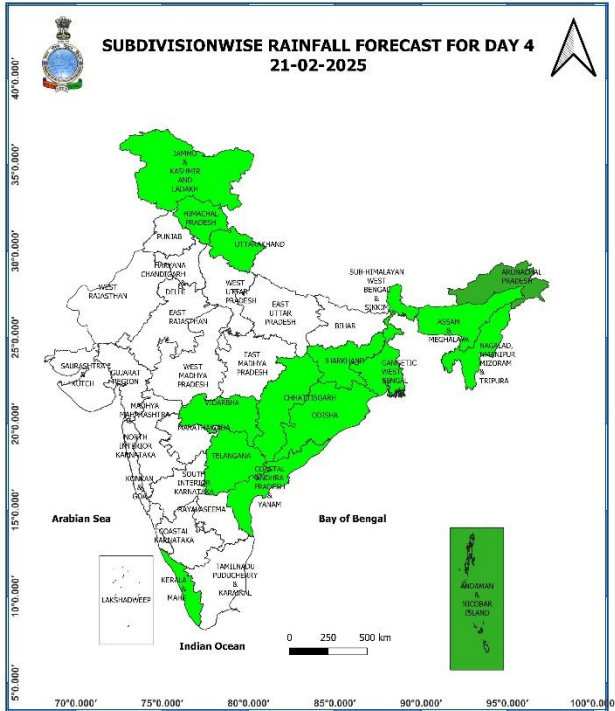 SUBDIVISIONWISE RAINFALL FORECAST FOR DAY 4
21-02-2025
40°0.000'
35°0.000'
30°0.000'
25°0.000'
20°0.000'
15°0.000'
10°0.000'
5°0.000'
JAMMU
&
KASHMIR
AND
LADAKH
HIMACHAL
PRADESH
PUNJAB
UTTARAKHAND
HARYANA
CHANDIGARH
&
DELHI
WEST
RAJASTHAN
WEST
UTTAR
PRADESH
EAST
UTTAR
PRADESH
EAST
RAJASTHAN
SUB-HIMALAYAN
WEST
BENGAL
&
SIKKIM
ARUNACHAL
PRADESH
BIHAR
ASSAM
&
MEGHALAYA
NAGALAD,
MANIPUR
MIZORAM
&
TRIPURA
SAURASHTRA
&
KUTCH
GUJARAT
REGION
WEST
MADHYA
PRADESH
EAST
MADHYA
PRADESH
JHARKHAND
GANGETIC
WEST
BENGAL
CHHATTISGARH
ODISHA
VIDARBHA
MADHYA
MAHARASHTRA
MARATHAWADA
NORTH
INTERIOR
KARNATAKA
TELANGANA
KONKAN
&
GOA
SOUTH
INTERIOR
KARNATAKA
COASTAL
ANDHRA
PRADESH
&
YANAM
RAYALASEEMA
COASTAL
KARNATAKA
Arabian Sea
Bay of Bengal
LAKSHADWEEP
KERALA
&
MAHE
TAMILNADU
PUDUCHERRY
&
KARAIKAL
ANDAMAN
&
NICOBAR
ISLAND
Indian Ocean
0 250 500 km
70°0.000' 75°0.000' 80°0.000' 85°0.000' 90°0.000' 95°0.000' 100°0.000'